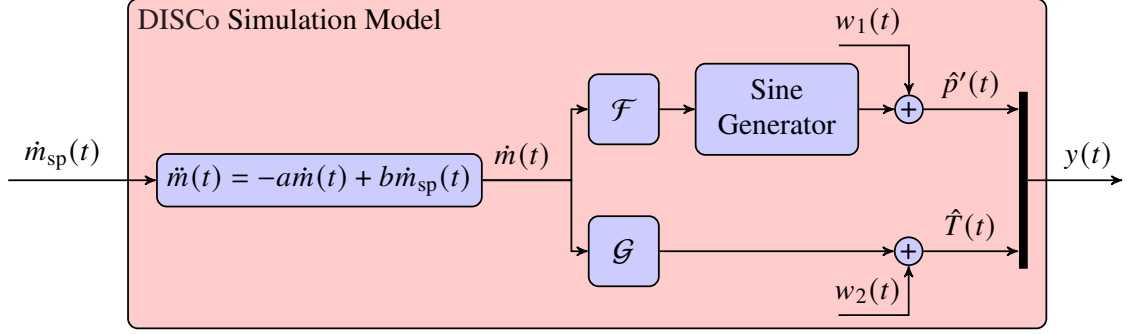 DISCo Simulation Model
w₁(t)
ℱ
Sine
Generator
+
p̂′(t)
ṁ_sp(t)
m̈(t) = −aṁ(t) + bṁ_sp(t)
ṁ(t)
y(t)
𝒢
+
T̂(t)
w₂(t)